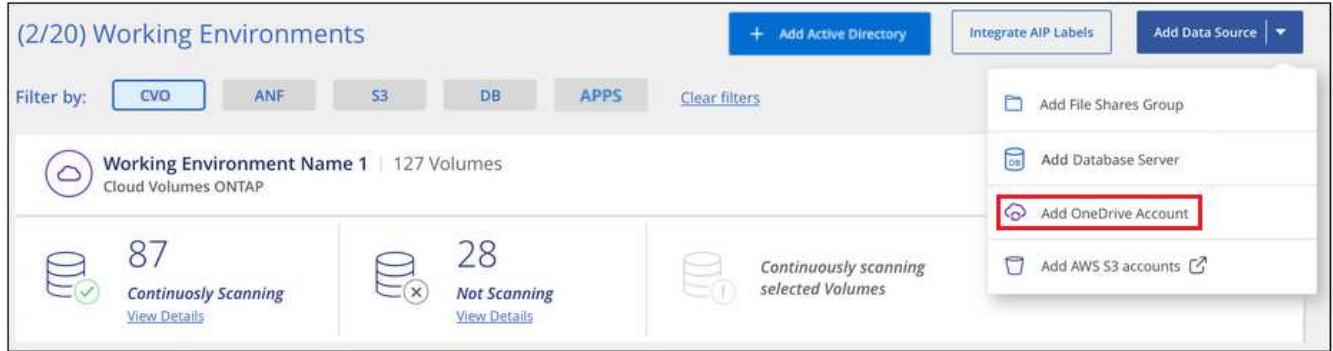 (2/20) Working Environments
+ Add Active Directory
Integrate AIP Labels
Add Data Source
Filter by:
CVO
ANF
S3
DB
APPS
Clear filters
Add File Shares Group
DB
Add Database Server
Add OneDrive Account
Add AWS S3 accounts
Working Environment Name 1 | 127 Volumes
Cloud Volumes ONTAP
87
Continuosly Scanning
View Details
28
Not Scanning
View Details
Continuously scanning
selected Volumes